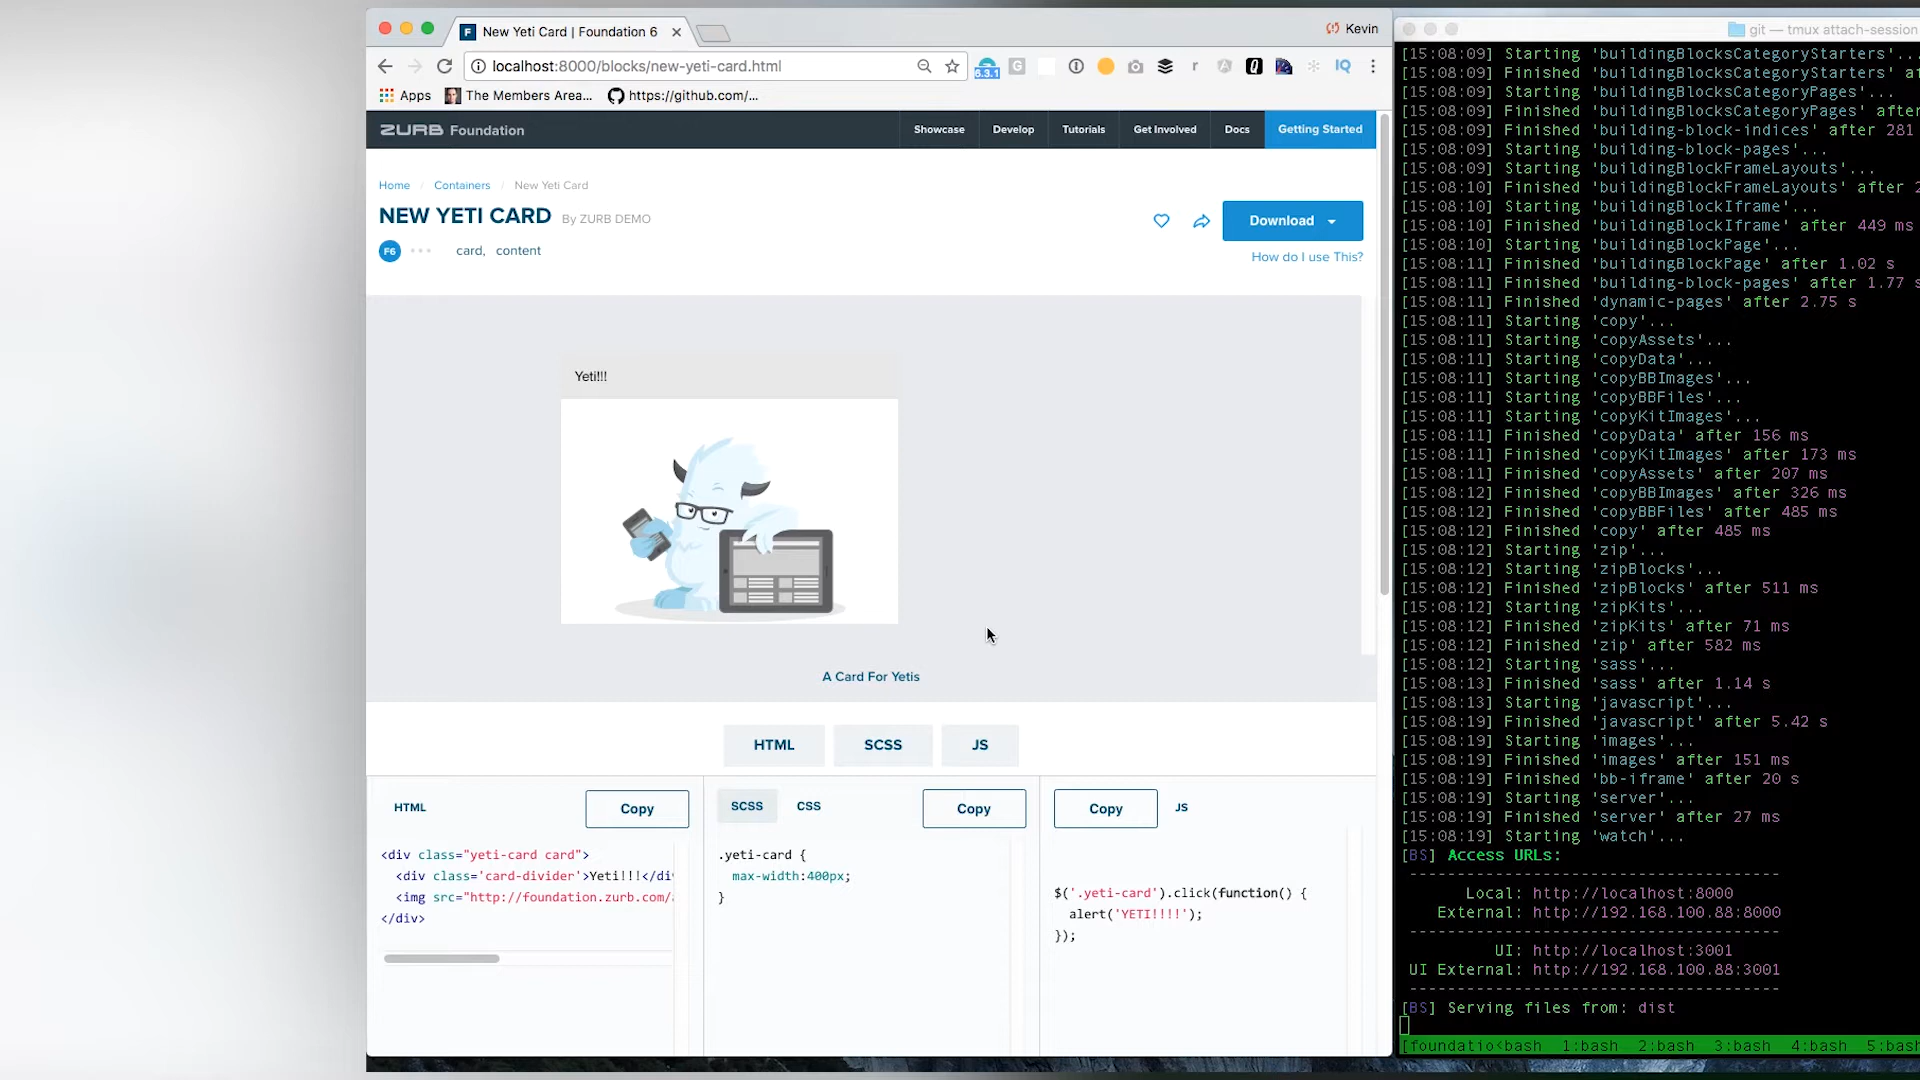 New Yeti Card | Foundation 6
Kevin
localhost:8000/blocks/new-yeti-card.html
6.3.1
Apps
The Members Area...
https://github.com/...
ZURB Foundation
Showcase
Develop
Tutorials
Get Involved
Docs
Getting Started
Home / Containers / New Yeti Card
NEW YETI CARD By ZURB DEMO
Download
F6
card, content
How do I use This?
Yeti!!!
A Card For Yetis
HTML
SCSS
JS
HTML
Copy
<div class="yeti-card card">
<div class='card-divider'>Yeti!!!</di
<img src="http://foundation.zurb.com/
</div>
SCSS
CSS
Copy
.yeti-card {
max-width:400px;
}
Copy
JS
$('.yeti-card').click(function() {
alert('YETI!!!!');
});
git — tmux attach-session
[15:08:09] Starting 'buildingBlocksCategoryStarters'...
[15:08:09] Finished 'buildingBlocksCategoryStarters' af
[15:08:09] Starting 'buildingBlocksCategoryPages'...
[15:08:09] Finished 'buildingBlocksCategoryPages' after
[15:08:09] Finished 'building-block-indices' after 281
[15:08:09] Starting 'building-block-pages'...
[15:08:09] Starting 'buildingBlockFrameLayouts'...
[15:08:10] Finished 'buildingBlockFrameLayouts' after 2
[15:08:10] Starting 'buildingBlockIframe'...
[15:08:10] Finished 'buildingBlockIframe' after 449 ms
[15:08:10] Starting 'buildingBlockPage'...
[15:08:11] Finished 'buildingBlockPage' after 1.02 s
[15:08:11] Finished 'building-block-pages' after 1.77 s
[15:08:11] Finished 'dynamic-pages' after 2.75 s
[15:08:11] Starting 'copy'...
[15:08:11] Starting 'copyAssets'...
[15:08:11] Starting 'copyData'...
[15:08:11] Starting 'copyBBImages'...
[15:08:11] Starting 'copyBBFiles'...
[15:08:11] Starting 'copyKitImages'...
[15:08:11] Finished 'copyData' after 156 ms
[15:08:11] Finished 'copyKitImages' after 173 ms
[15:08:11] Finished 'copyAssets' after 207 ms
[15:08:12] Finished 'copyBBImages' after 326 ms
[15:08:12] Finished 'copyBBFiles' after 485 ms
[15:08:12] Finished 'copy' after 485 ms
[15:08:12] Starting 'zip'...
[15:08:12] Starting 'zipBlocks'...
[15:08:12] Finished 'zipBlocks' after 511 ms
[15:08:12] Starting 'zipKits'...
[15:08:12] Finished 'zipKits' after 71 ms
[15:08:12] Finished 'zip' after 582 ms
[15:08:12] Starting 'sass'...
[15:08:13] Finished 'sass' after 1.14 s
[15:08:13] Starting 'javascript'...
[15:08:19] Finished 'javascript' after 5.42 s
[15:08:19] Starting 'images'...
[15:08:19] Finished 'images' after 151 ms
[15:08:19] Finished 'bb-iframe' after 20 s
[15:08:19] Starting 'server'...
[15:08:19] Finished 'server' after 27 ms
[15:08:19] Starting 'watch'...
[BS] Access URLs:
---------------------------------------
Local: http://localhost:8000
External: http://192.168.100.88:8000
---------------------------------------
UI: http://localhost:3001
UI External: http://192.168.100.88:3001
---------------------------------------
[BS] Serving files from: dist
[foundatio<bash 1:bash 2:bash 3:bash 4:bash 5:bash